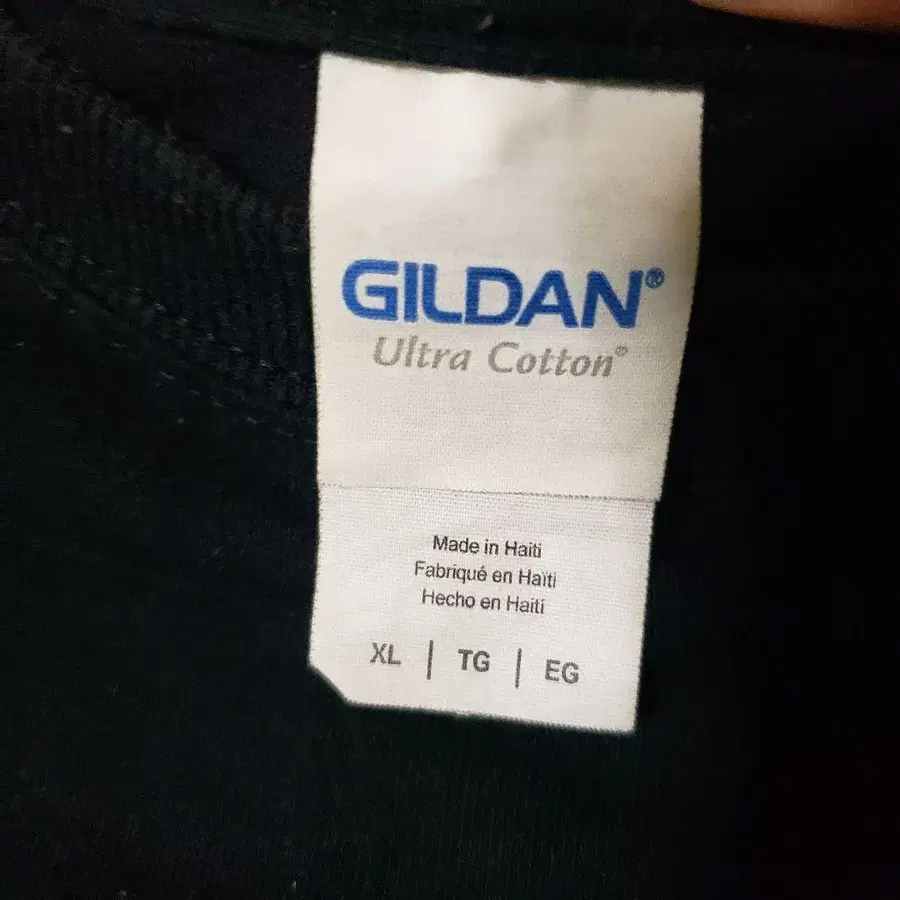 GILDAN®
Ultra Cotton®
Made in Haiti
Fabriqué en Haïti
Hecho en Haití
XL | TG | EG